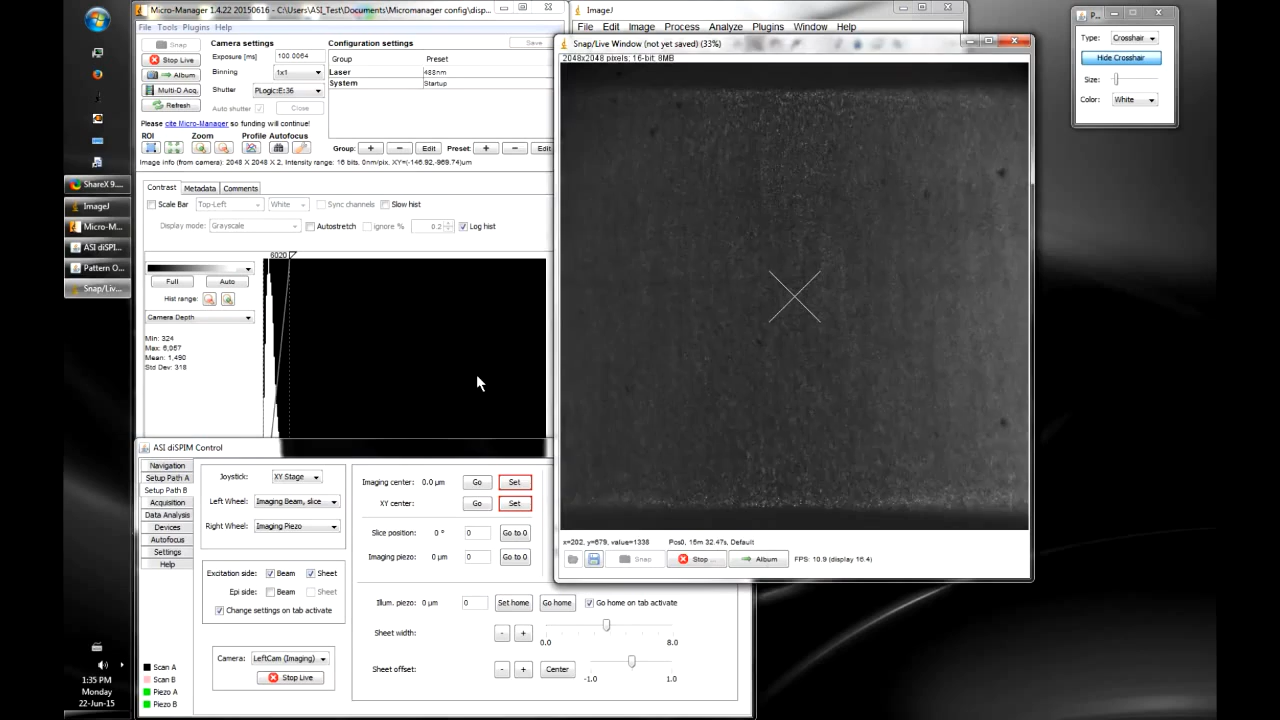 Micro-Manager 1.4.22 20150616 - C:\Users\ASI_Test\Documents\Micromanager config\disp...
File Tools Plugins Help
Snap
Stop Live
Album
Multi-D Acq.
Refresh
Camera settings
Exposure [ms] 100.0064
Binning 1x1
Shutter PLogic:E:36
Auto shutter Close
Configuration settings
Save
Group Preset
Laser 488nm
System Startup
Please cite Micro-Manager so funding will continue!
ROI Zoom Profile Autofocus
Group: + - Edit Preset: + - Edit
Image info (from camera): 2048 X 2048 X 2, Intensity range: 16 bits, 0nm/pix, XY=(-146.92,-969.74)um
Contrast Metadata Comments
Scale Bar Top-Left White Sync channels Slow hist
Display mode: Grayscale Autostretch ignore % 0.2 Log hist
6020
Full Auto
Hist range:
Camera Depth
Min: 324
Max: 6,957
Mean: 1,490
Std Dev: 318
ImageJ
File Edit Image Process Analyze Plugins Window Help
Snap/Live Window (not yet saved) (33%)
2048x2048 pixels; 16-bit; 8MB
x=202, y=679, value=1338 Pos0, 15m 32.47s, Default
Snap Stop ... Album FPS: 10.9 (display 16.4)
P...
Type: Crosshair
Hide Crosshair
Size:
Color: White
ShareX 9....
ImageJ
Micro-M...
ASI diSPI...
Pattern O...
Snap/Liv...
1:35 PM
Monday
22-Jun-15
ASI diSPIM Control
Navigation
Setup Path A
Setup Path B
Acquisition
Data Analysis
Devices
Autofocus
Settings
Help
Scan A
Scan B
Piezo A
Piezo B
Joystick: XY Stage
Left Wheel: Imaging Beam, slice
Right Wheel: Imaging Piezo
Excitation side: Beam Sheet
Epi side: Beam Sheet
Change settings on tab activate
Camera: LeftCam (Imaging)
Stop Live
Imaging center: 0.0 µm Go Set
XY center: Go Set
Slice position: 0 ° 0 Go to 0
Imaging piezo: 0 µm 0 Go to 0
Illum. piezo: 0 µm 0 Set home Go home Go home on tab activate
Sheet width: - + 0.0 8.0
Sheet offset: - + Center -1.0 1.0